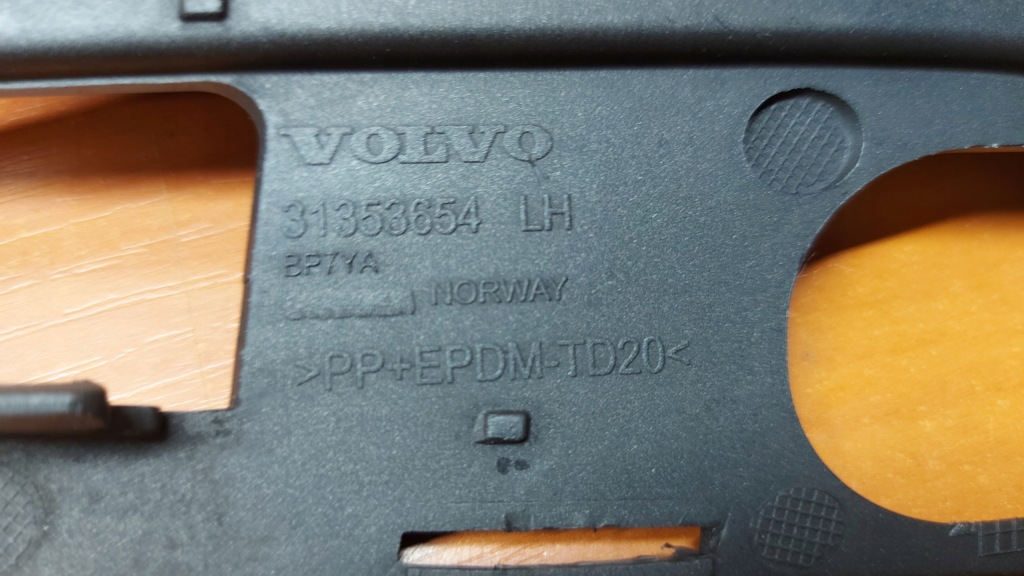 VOLVO
31353654 LH
BP7YA
NORWAY
>PP+EPDM-TD20<